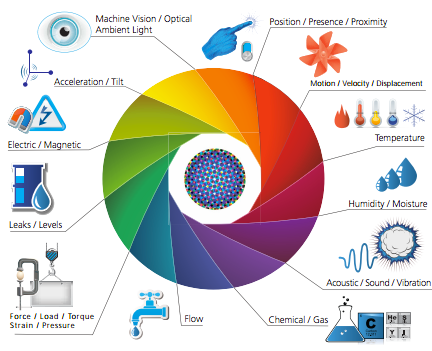 Machine Vision / Optical
Ambient Light
Position / Presence / Proximity
Motion / Velocity / Displacement
Acceleration / Tilt
Temperature
Electric / Magnetic
Humidity / Moisture
Leaks / Levels
Acoustic / Sound / Vibration
Force / Load / Torque
Strain / Pressure
Flow
Chemical / Gas
C